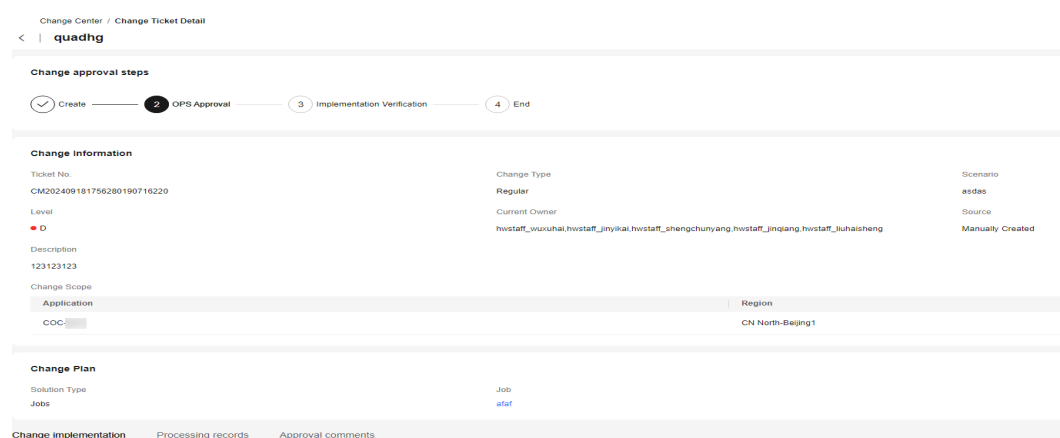 Change Center / Change Ticket Detail
< | quadhg
Change approval steps
Create 2 OPS Approval 3 Implementation Verification 4 End
Change Information
Ticket No. Change Type Scenario
CM202409181756280190716220 Regular asdas
Level Current Owner Source
D hwstaff_wuxuhai,hwstaff_jinyikai,hwstaff_shengchunyang,hwstaff_jinqiang,hwstaff_liuhaisheng Manually Created
Description
123123123
Change Scope
Application Region
COC- CN North-Beijing1
Change Plan
Solution Type Job
Jobs afaf
Change implementation Processing records Approval comments